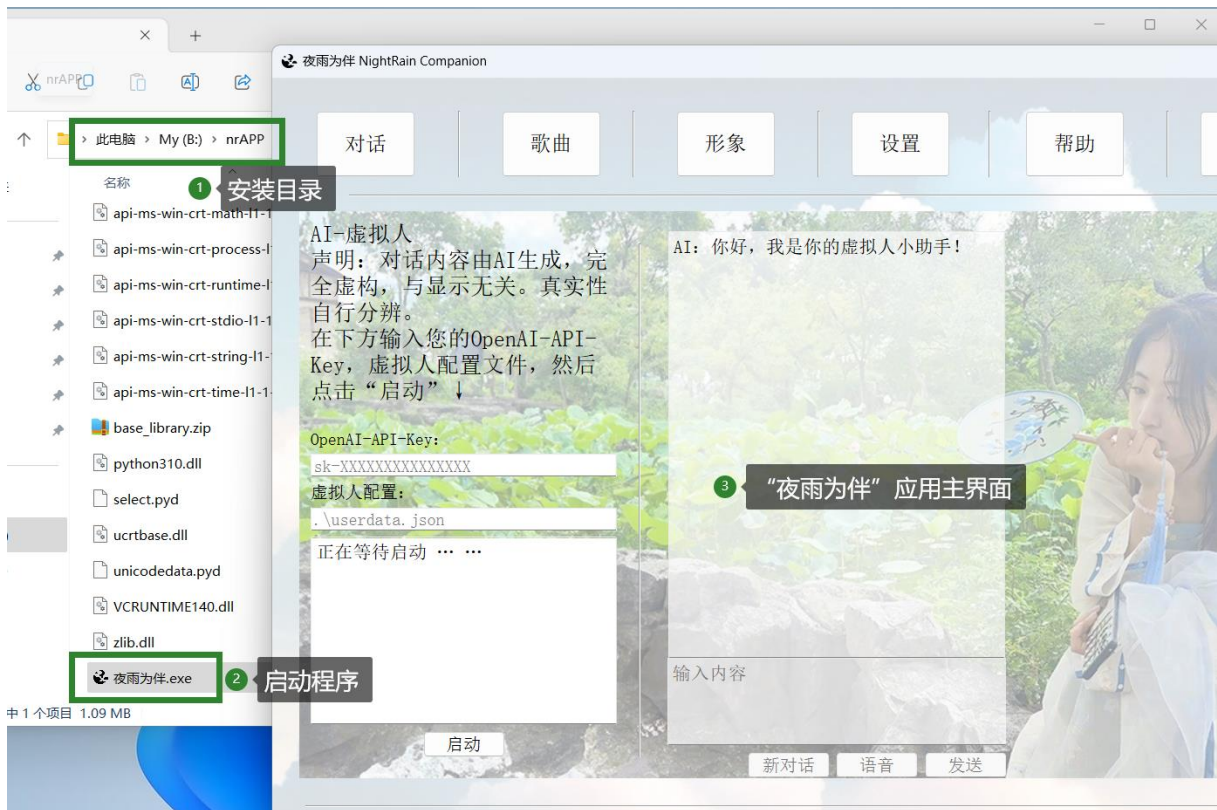 nrAPP
此电脑 › My (B:) › nrAPP
名称
1 安装目录
api-ms-win-crt-math-l1-1
api-ms-win-crt-process-l
api-ms-win-crt-runtime-l
api-ms-win-crt-stdio-l1-1
api-ms-win-crt-string-l1-
api-ms-win-crt-time-l1-1-
base_library.zip
python310.dll
select.pyd
ucrtbase.dll
unicodedata.pyd
VCRUNTIME140.dll
zlib.dll
夜雨为伴.exe
2 启动程序
中 1 个项目 1.09 MB
夜雨为伴 NightRain Companion
对话 歌曲 形象 设置 帮助
AI-虚拟人
声明：对话内容由AI生成，完
全虚构，与显示无关。真实性
自行分辨。
在下方输入您的OpenAI-API-
Key，虚拟人配置文件，然后
点击“启动”↓
OpenAI-API-Key:
sk-XXXXXXXXXXXXXXX
虚拟人配置：
.\userdata.json
正在等待启动 … …
启动
AI: 你好，我是你的虚拟人小助手！
3 “夜雨为伴”应用主界面
输入内容
新对话 语音 发送